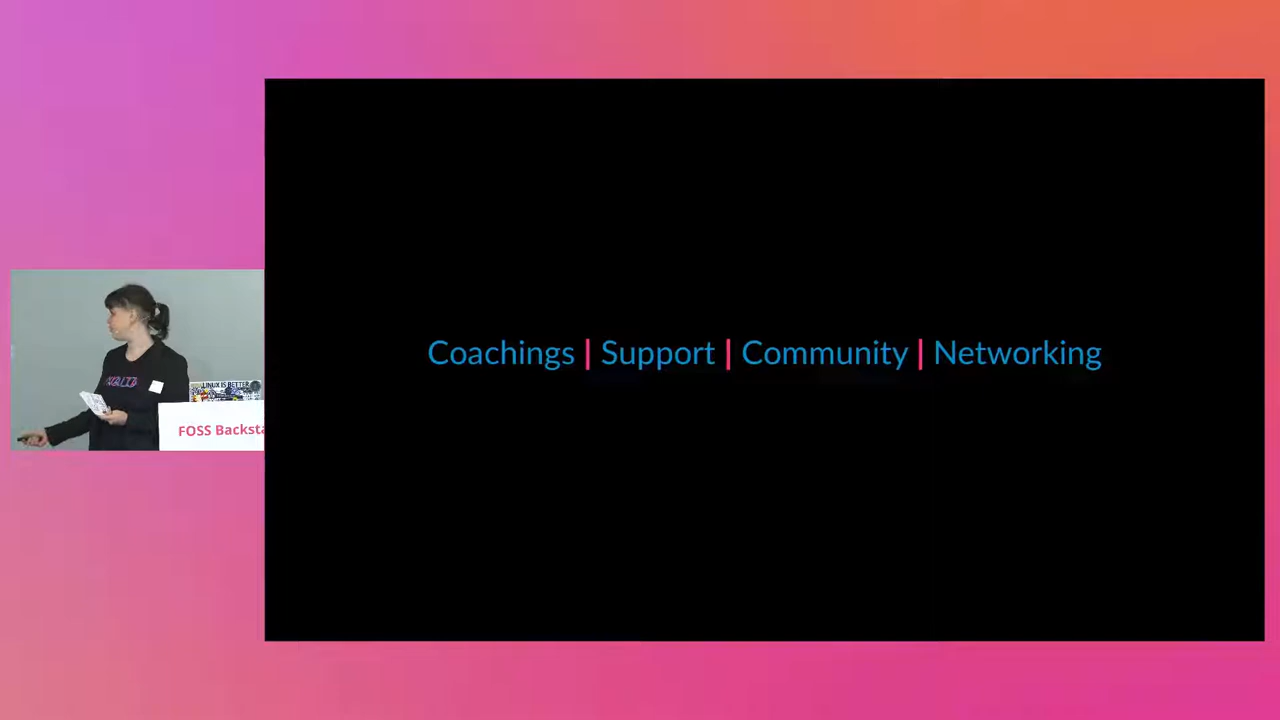 Coachings | Support | Community | Networking
LINUX IS BETTER
FOSS Backsta